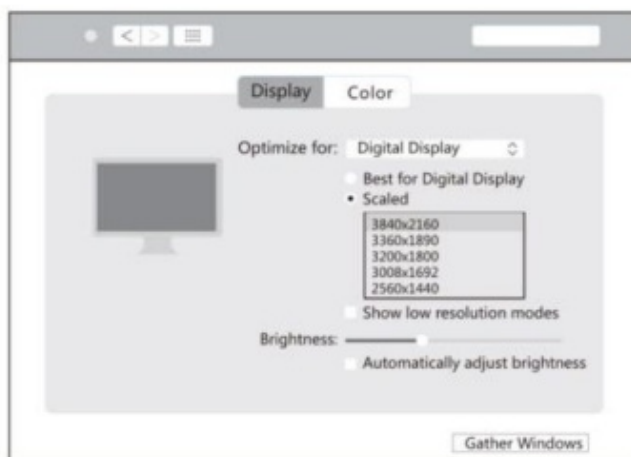 Display Color
Optimize for: Digital Display
Best for Digital Display
Scaled
3840x2160
3360x1890
3200x1800
3008x1692
2560x1440
Show low resolution modes
Brightness:
Automatically adjust brightness
Gather Windows